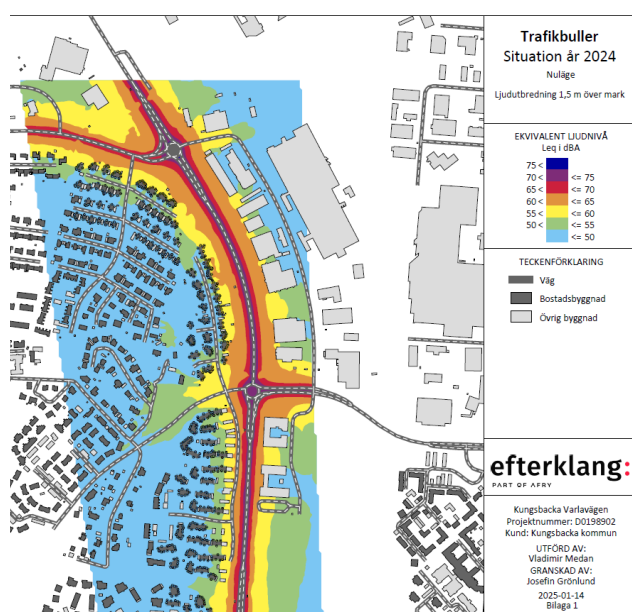 Trafikbuller
Situation år 2024
Nuläge
Ljudutbredning 1,5 m över mark
EKVIVALENT LJUDNIVÅ
Leq i dBA
75 <
70 < <= 75
65 < <= 70
60 < <= 65
55 < <= 60
50 < <= 55
<= 50
TECKENFÖRKLARING
Väg
Bostadsbyggnad
Övrig byggnad
efterklang:
PART OF AFRY
Kungsbacka Varlavägen
Projektnummer: D0198902
Kund: Kungsbacka kommun
UTFÖRD AV:
Vladimir Medan
GRANSKAD AV:
Josefin Grönlund
2025-01-14
Bilaga 1